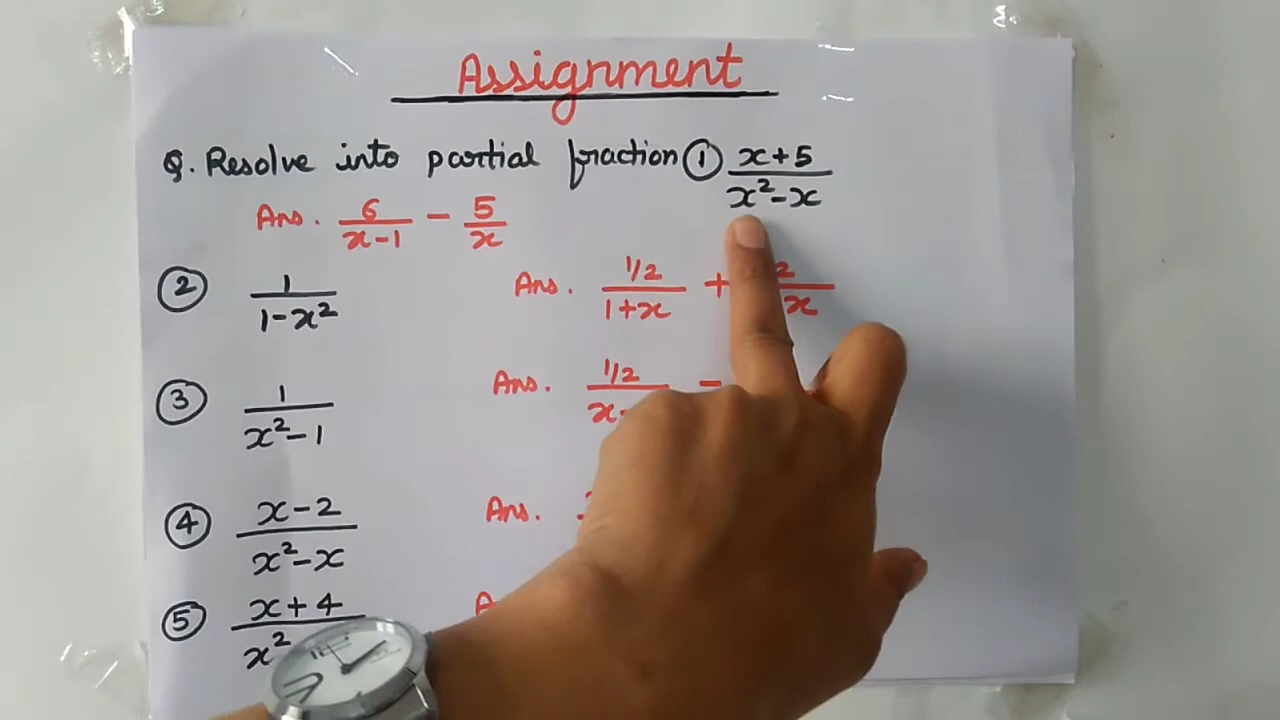 Assignment
Q. Resolve into partial fraction ① x+5 / x²-x
Ans. 6/x-1 - 5/x
② 1/1-x² Ans. 1/2 / 1+x +
③ 1/x²-1 Ans. 1/2 /
④ x-2 / x²-x Ans.
⑤ x+4 / x²